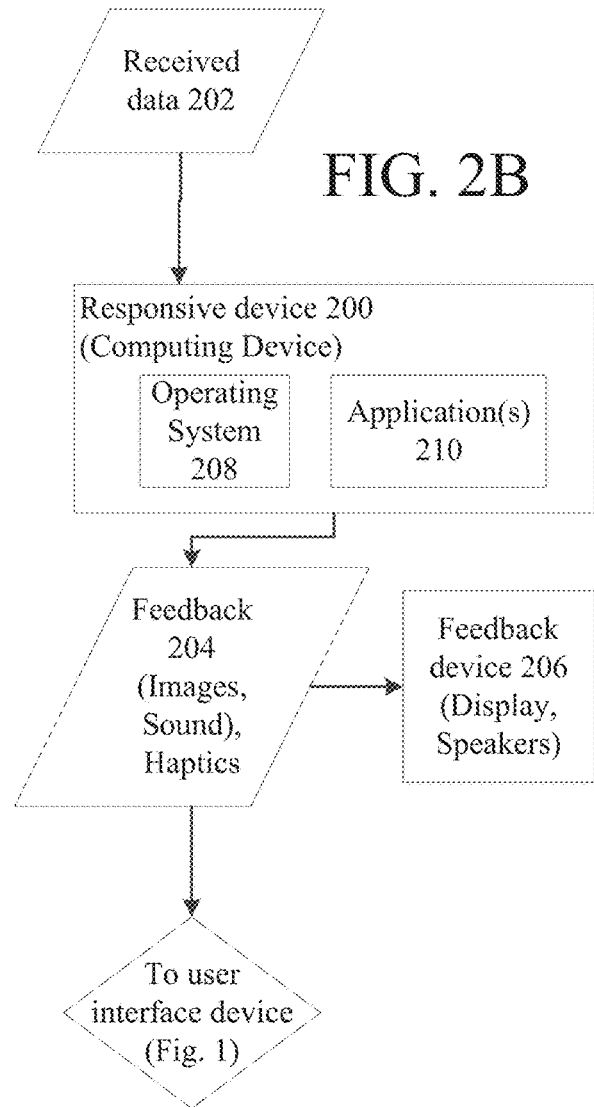 Received
data 202
FIG. 2B
Responsive device 200
(Computing Device)
Operating
System
208
Application(s)
210
Feedback
204
(Images,
Sound),
Haptics
Feedback
device 206
(Display,
Speakers)
To user
interface device
(Fig. 1)